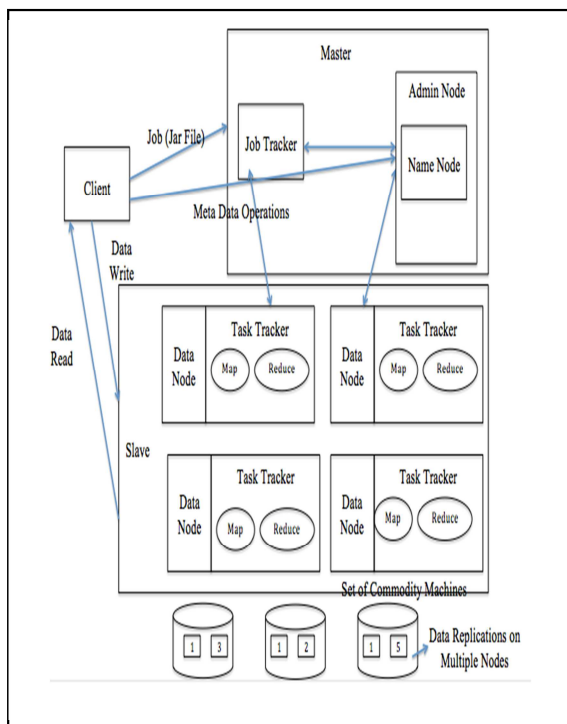 Master
Admin Node
Job (Jar File)
Job Tracker
Name Node
Client
Meta Data Operations
Data
Write
Data
Read
Slave
Data
Node
Task Tracker
Map
Reduce
Data
Node
Task Tracker
Map
Reduce
Data
Node
Task Tracker
Map
Reduce
Data
Node
Task Tracker
Map
Reduce
Set of Commodity Machines
1
3
1
2
1
5
Data Replications on
Multiple Nodes